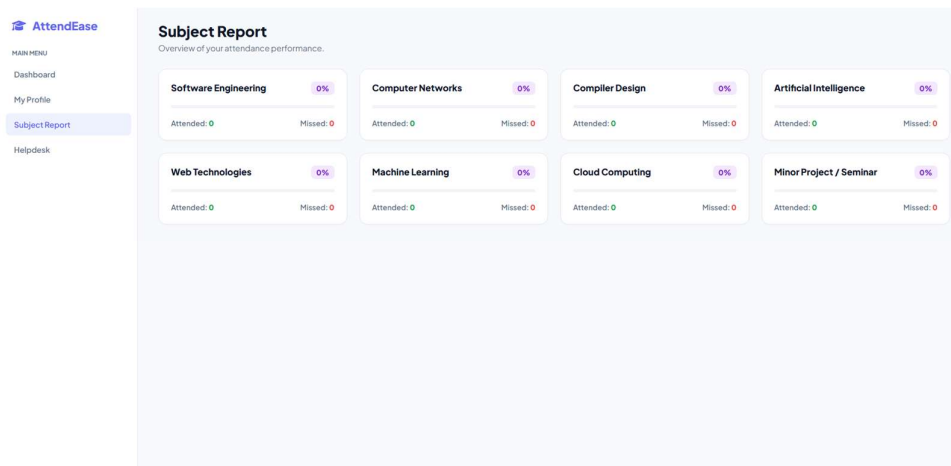 AttendEase
MAIN MENU
Dashboard
My Profile
Subject Report
Helpdesk
Subject Report
Overview of your attendance performance.
Software Engineering 0%
Attended: 0 Missed: 0
Computer Networks 0%
Attended: 0 Missed: 0
Compiler Design 0%
Attended: 0 Missed: 0
Artificial Intelligence 0%
Attended: 0 Missed: 0
Web Technologies 0%
Attended: 0 Missed: 0
Machine Learning 0%
Attended: 0 Missed: 0
Cloud Computing 0%
Attended: 0 Missed: 0
Minor Project / Seminar 0%
Attended: 0 Missed: 0